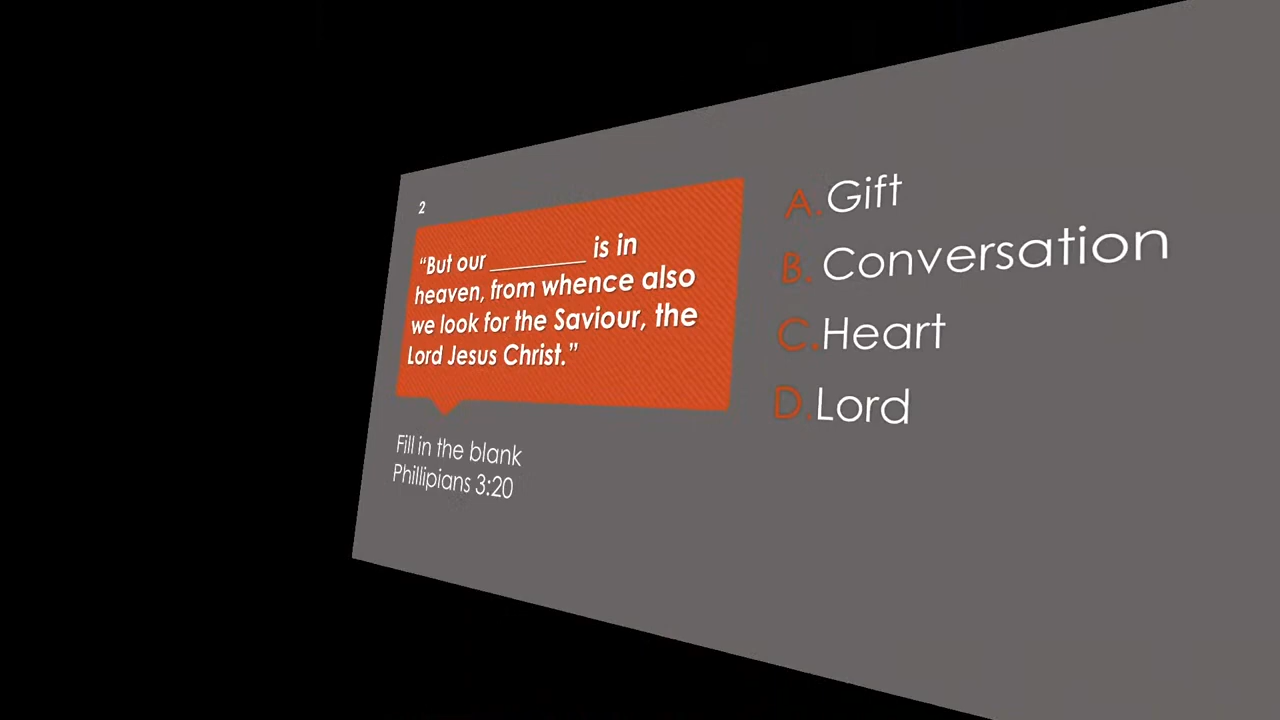 2
“But our ________ is in
heaven, from whence also
we look for the Saviour, the
Lord Jesus Christ.”
Fill in the blank
Phillipians 3:20
A. Gift
B. Conversation
C. Heart
D. Lord